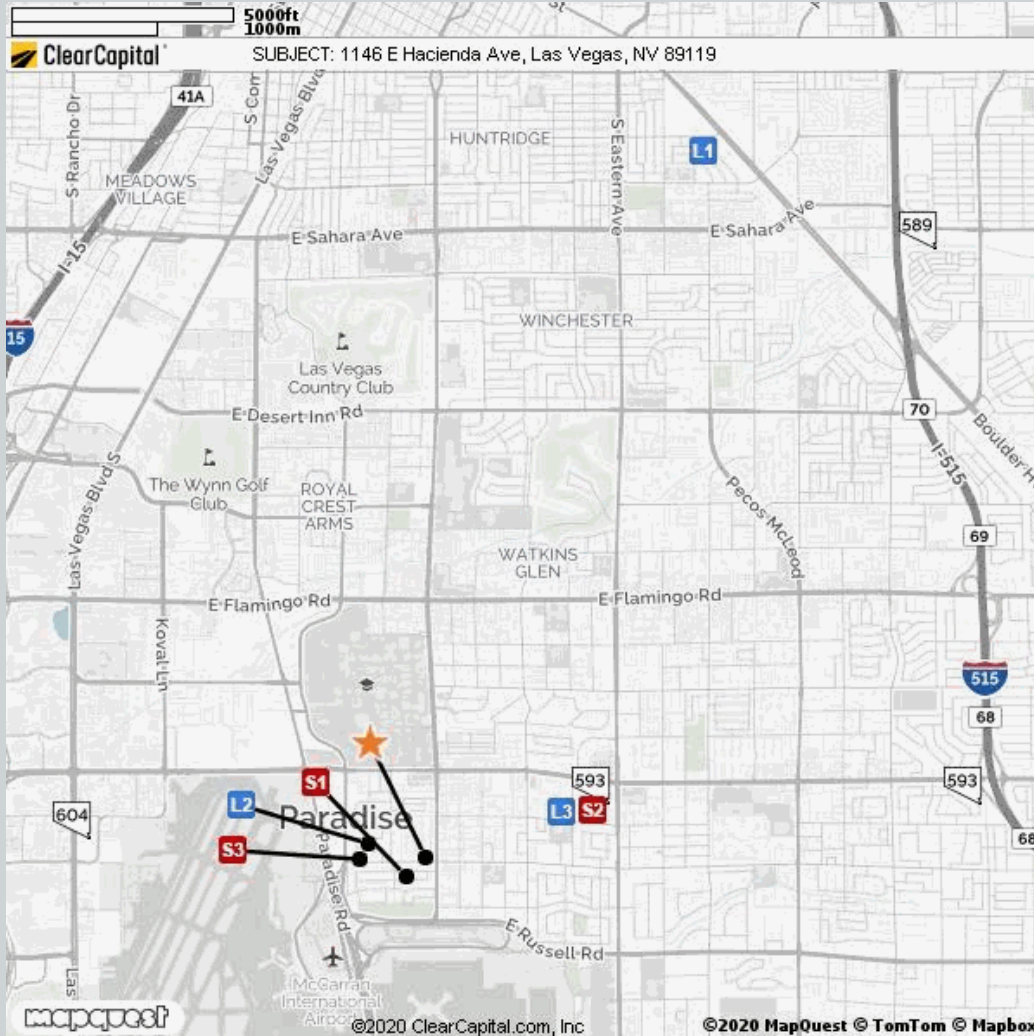 5000ft
1000m
ClearCapital
SUBJECT: 1146 E Hacienda Ave, Las Vegas, NV 89119
41A
S Rancho Dr
S Com
Las Vegas Blvd
HUNTRIDGE
S Eastern Ave
L1
MEADOWS
VILLAGE
I-15
E Sahara Ave
E Sahara Ave
589
15
WINCHESTER
Las Vegas
Country Club
E Desert Inn Rd
70
Boulder H
I-515
The Wynn Golf
Club
ROYAL
CREST
ARMS
Las Vegas Blvd S
Pecos McLeod
69
WATKINS
GLEN
E Flamingo Rd
E Flamingo Rd
Koval Ln
515
68
S1
593
593
L2
Paradise
L3
S2
604
68
S3
Paradise Rd
E Russell Rd
Las
McCarran
International
Airport
mapquest
©2020 ClearCapital.com, Inc
©2020 MapQuest © TomTom © Mapbo